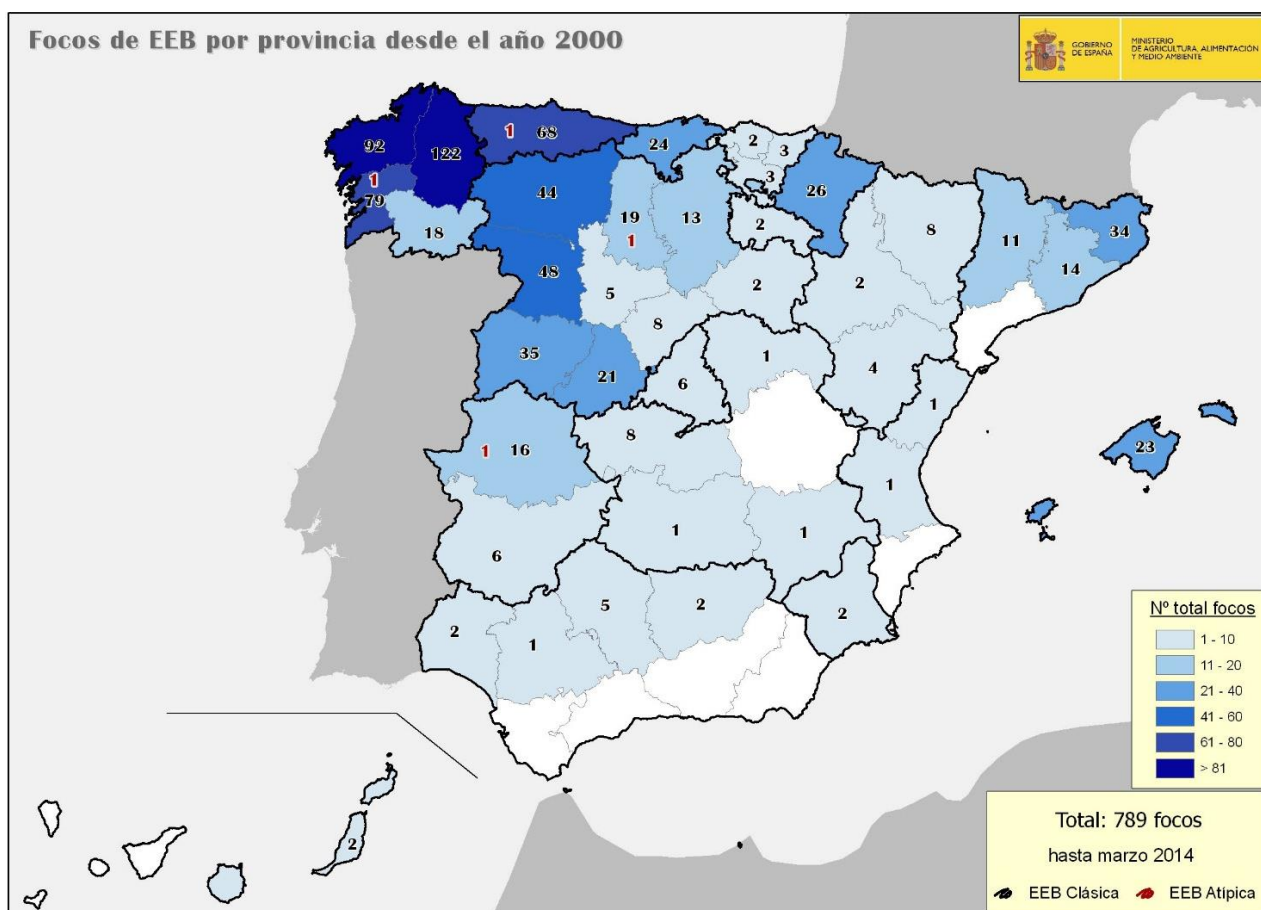 Focos de EEB por provincia desde el año 2000
GOBIERNO
DE ESPAÑA
MINISTERIO
DE AGRICULTURA, ALIMENTACIÓN
Y MEDIO AMBIENTE
92
122
1
68
24
2
3
3
1
79
18
44
19
1
13
2
26
8
11
34
14
48
5
2
2
8
35
21
6
1
4
1
1
16
8
23
1
6
1
1
5
2
2
2
1
2
Nº total focos
1 - 10
11 - 20
21 - 40
41 - 60
61 - 80
> 81
Total: 789 focos
hasta marzo 2014
EEB Clásica
EEB Atípica